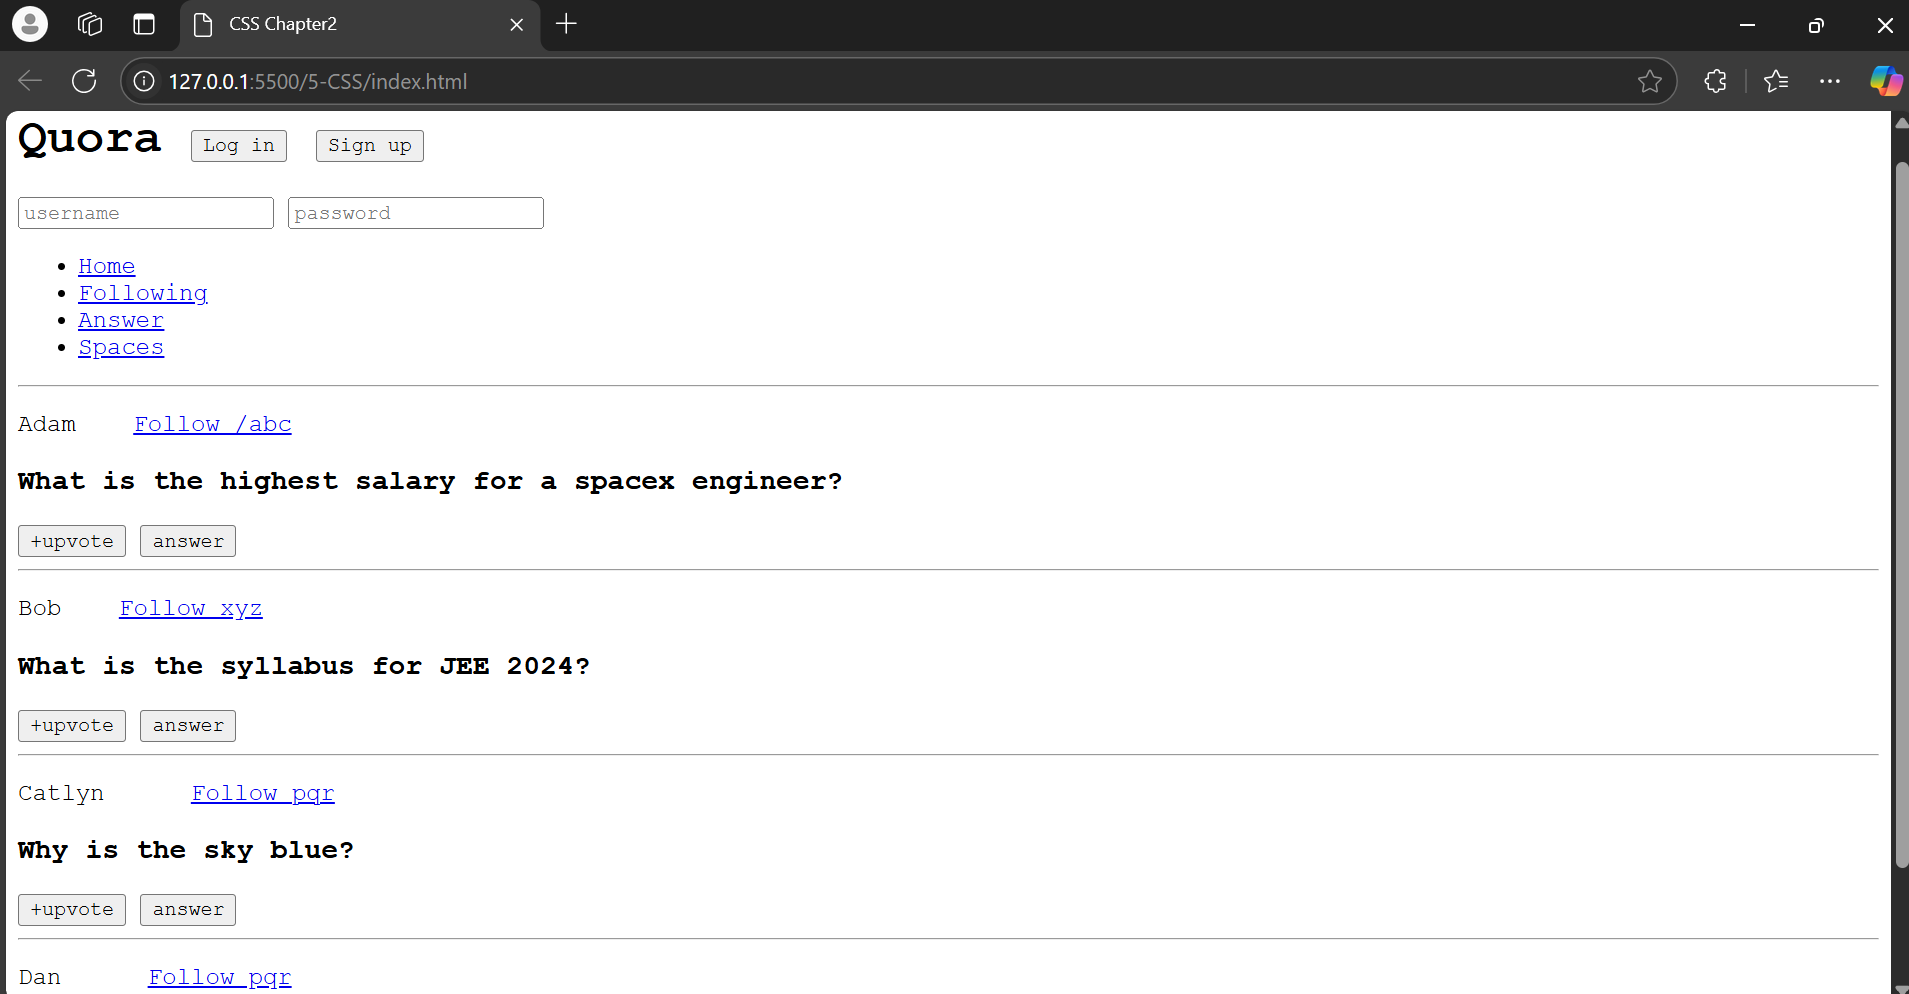 CSS Chapter2
127.0.0.1:5500/5-CSS/index.html
Quora Log in Sign up
username password
Home
Following
Answer
Spaces
Adam Follow /abc
What is the highest salary for a spacex engineer?
+upvote answer
Bob Follow xyz
What is the syllabus for JEE 2024?
+upvote answer
Catlyn Follow pqr
Why is the sky blue?
+upvote answer
Dan Follow pqr